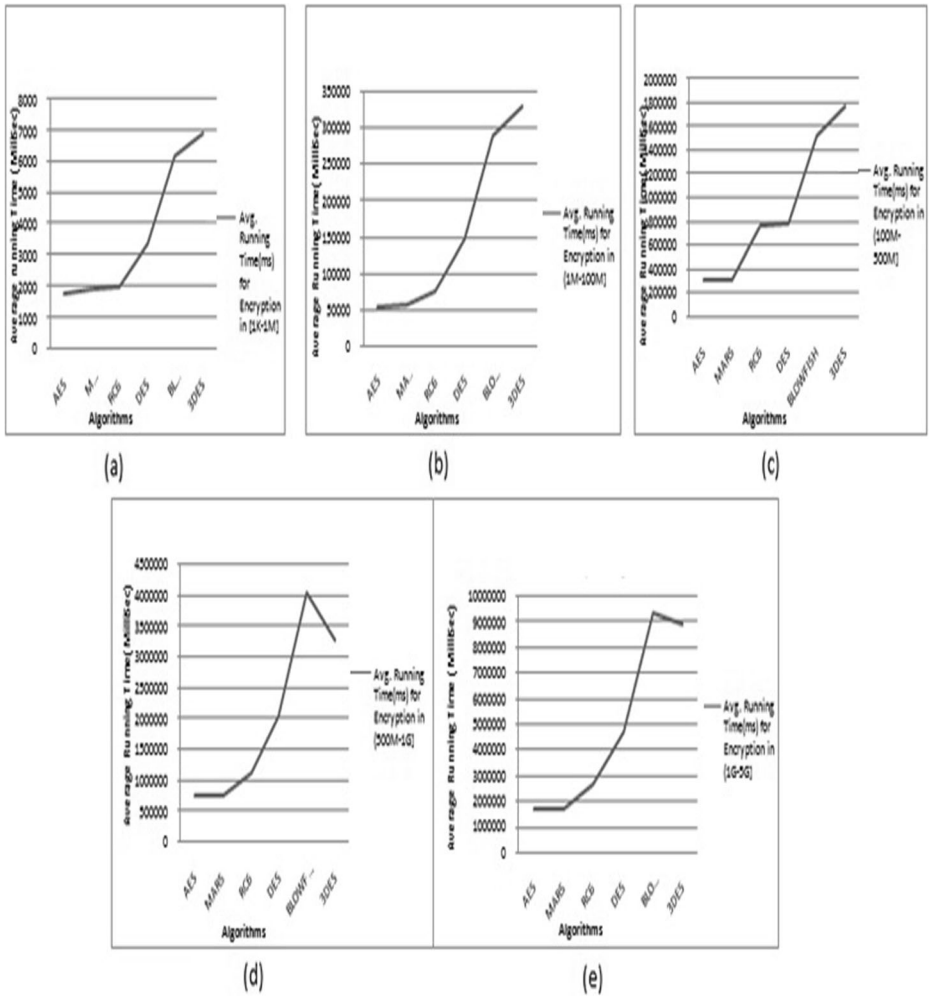 Average running Time (MilliSec)
8000
7000
6000
5000
4000
3000
2000
1000
0
AES
M...
RC6
DES
BL...
3DES
Algorithms
Avg.
Running
Time(ms)
for
Encryption
in [1K-1M]
(a)
Average Running Time( MilliSec)
350000
300000
250000
200000
150000
100000
50000
0
AES
MA...
RC6
DES
BLO...
3DES
Algorithms
Avg. Running
Time(ms) for
Encryption in
(1M-100M]
(b)
Average Running Time(MilliSec)
2000000
1800000
1600000
1400000
1200000
1000000
800000
600000
400000
200000
0
AES
MARS
RC6
DES
BLOWFISH
3DES
Algorithms
Avg. Running
Time(ms) for
Encryption in
(100M-
500M]
(c)
Average Running Time( MilliSec)
4500000
4000000
3500000
3000000
2500000
2000000
1500000
1000000
500000
0
AES
MARS
RC6
DES
BLOWF...
3DES
Algorithms
Avg. Running
Time(ms) for
Encryption in
(500M-1G]
(d)
Average Running Time ( MilliSec)
10000000
9000000
8000000
7000000
6000000
5000000
4000000
3000000
2000000
1000000
0
AES
MARS
RC6
DES
BLO...
3DES
Algorithms
Avg. Running
Time(ms) for
Encryption in
(1G-5G]
(e)